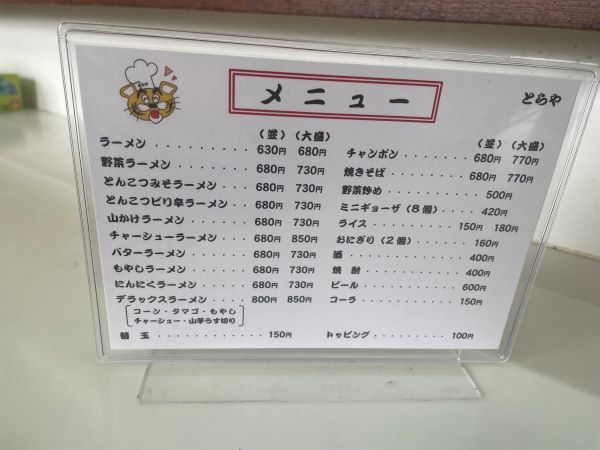 メニュー
とらや
(並) (大盛)
ラーメン ・・・・・・・・・ 630円 680円
野菜ラーメン ・・・・・・・ 680円 730円
とんこつみそラーメン ・・・ 680円 730円
とんこつピリ辛ラーメン ・・ 680円 730円
山かけラーメン ・・・・・・ 680円 730円
チャーシューラーメン ・・・ 680円 850円
バターラーメン ・・・・・・ 680円 730円
もやしラーメン ・・・・・・ 680円 730円
にんにくラーメン ・・・・・ 680円 730円
デラックスラーメン ・・・・ 800円 850円
コーン・タマゴ・もやし
チャーシュー・山芋うす切り
替玉 ・・・・・・・・・・・・ 150円
(並) (大盛)
チャンポン ・・・・・・・ 680円 770円
焼きそば ・・・・・・・・ 680円 770円
野菜炒め ・・・・・・・・ 500円
ミニギョーザ (8個) ・・・ 420円
ライス ・・・・・・・・・ 150円 180円
おにぎり (2個) ・・・・・ 160円
酒 ・・・・・・・・・・・・ 400円
焼酎 ・・・・・・・・・・ 400円
ビール ・・・・・・・・・ 600円
コーラ ・・・・・・・・・ 150円
トッピング ・・・・・・・ 100円